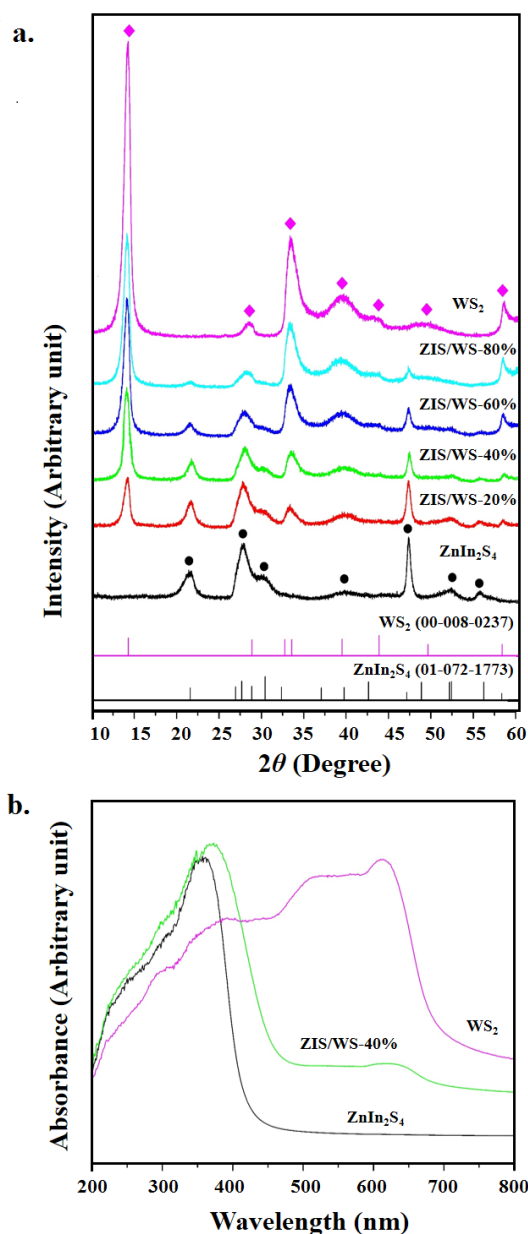 a.
WS₂
ZIS/WS-80%
ZIS/WS-60%
ZIS/WS-40%
ZIS/WS-20%
ZnIn₂S₄
WS₂ (00-008-0237)
ZnIn₂S₄ (01-072-1773)
Intensity (Arbitrary unit)
10 15 20 25 30 35 40 45 50 55 60
2θ (Degree)
b.
WS₂
ZIS/WS-40%
ZnIn₂S₄
Absorbance (Arbitrary unit)
200 300 400 500 600 700 800
Wavelength (nm)